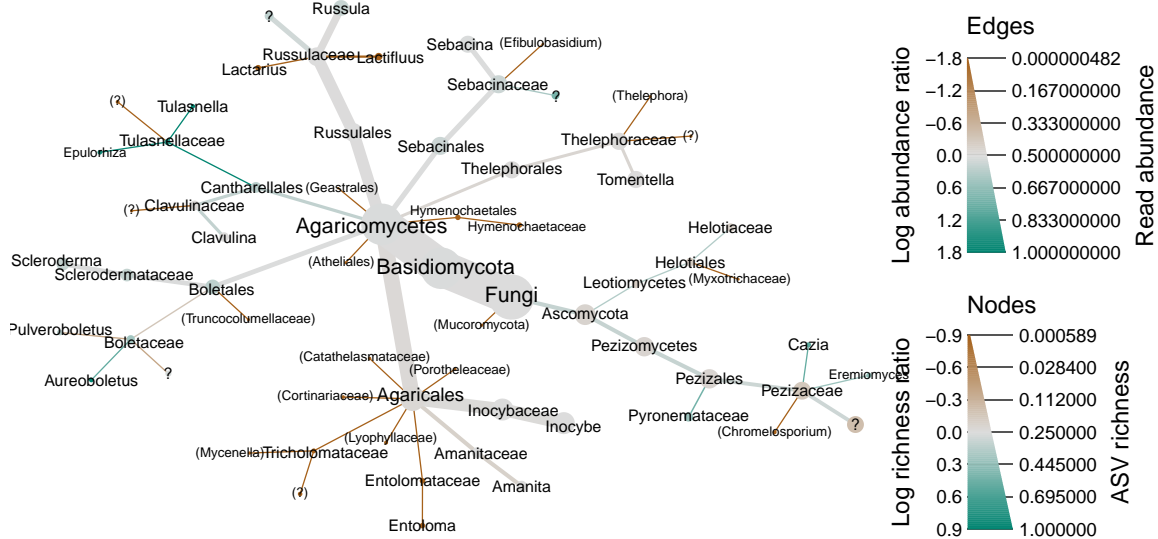 Russula
?
Russulaceae
Lactifluus
Lactarius
Sebacina
(Efibulobasidium)
Sebacinaceae
?
(?)
Tulasnella
Tulasnellaceae
Epulorhiza
Russulales
Sebacinales
(Thelephora)
Thelephoraceae
(?)
Thelephorales
Tomentella
Cantharellales
(Geastrales)
(?)
Clavulinaceae
Clavulina
Hymenochaetales
Hymenochaetaceae
Agaricomycetes
(Atheliales)
Basidiomycota
Fungi
Helotiaceae
Helotiales
(Myxotrichaceae)
Leotiomycetes
Ascomycota
Scleroderma
Sclerodermataceae
Boletales
(Truncocolumellaceae)
(Mucoromycota)
Pulveroboletus
Boletaceae
Aureoboletus
?
Pezizomycetes
Cazia
Pezizales
Eremiomyces
Pezizaceae
Pyronemataceae
(Chromelosporium)
?
(Catathelasmataceae)
(Porotheleaceae)
(Cortinariaceae)
Agaricales
Inocybaceae
Inocybe
(Lyophyllaceae)
(Mycenella)
Tricholomataceae
Amanitaceae
(?)
Entolomataceae
Amanita
Entoloma
Edges
Log abundance ratio
Read abundance
−1.8 0.000000482
−1.2 0.167000000
−0.6 0.333000000
0.0 0.500000000
0.6 0.667000000
1.2 0.833000000
1.8 1.000000000
Nodes
Log richness ratio
ASV richness
−0.9 0.000589
−0.6 0.028400
−0.3 0.112000
0.0 0.250000
0.3 0.445000
0.6 0.695000
0.9 1.000000